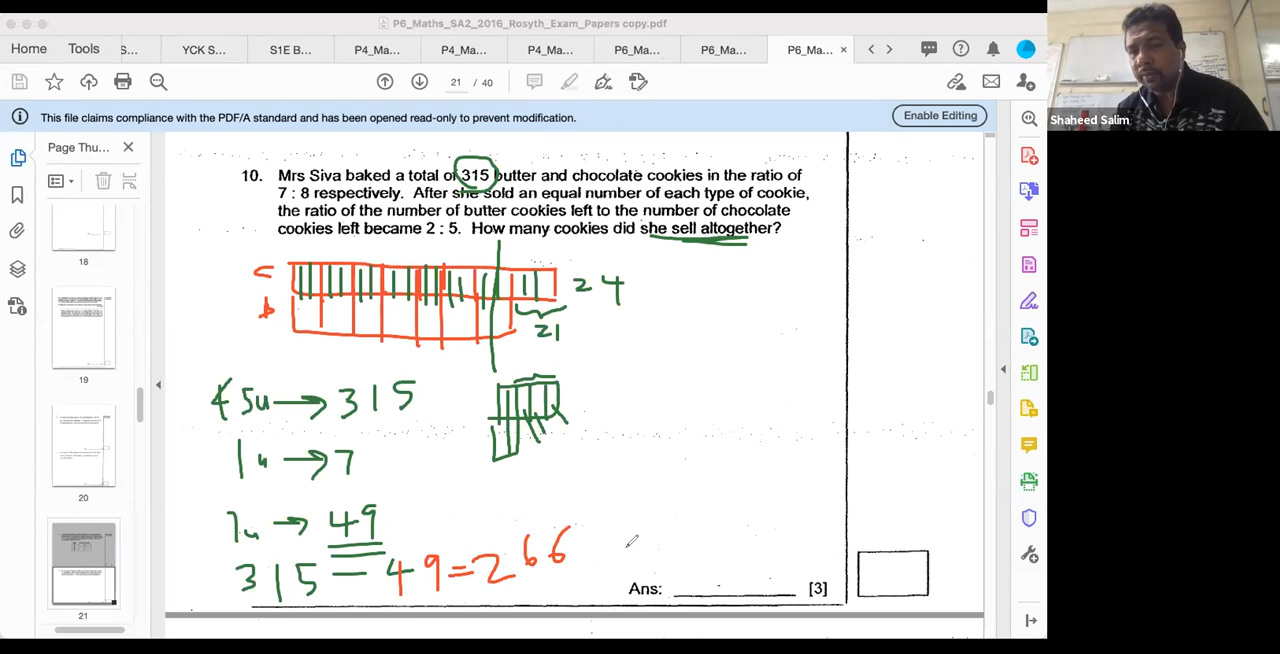 P6_Maths_SA2_2016_Rosyth_Exam_Papers copy.pdf
Home Tools S... YCK S... S1E B... P4_Ma... P4_Ma... P4_Ma... P6_Ma... P6_Ma... P6_Ma... ×
21 / 40
Shaheed Salim
This file claims compliance with the PDF/A standard and has been opened read-only to prevent modification. Enable Editing
Page Thu...
18
19
20
21
10. Mrs Siva baked a total of 315 butter and chocolate cookies in the ratio of
7 : 8 respectively. After she sold an equal number of each type of cookie,
the ratio of the number of butter cookies left to the number of chocolate
cookies left became 2 : 5. How many cookies did she sell altogether?
c
24
b
21
45u → 315
1u → 7
7u → 49
315 - 49 = 266
Ans: [3]